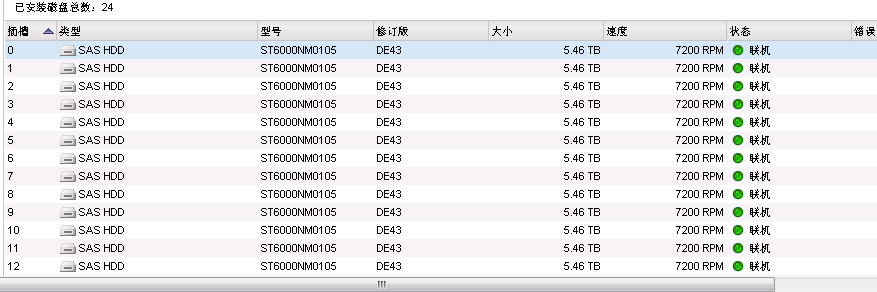 已安装磁盘总数：24
插槽 类型 型号 修订版 大小 速度 状态 错误
0 SAS HDD ST6000NM0105 DE43 5.46 TB 7200 RPM 联机
1 SAS HDD ST6000NM0105 DE43 5.46 TB 7200 RPM 联机
2 SAS HDD ST6000NM0105 DE43 5.46 TB 7200 RPM 联机
3 SAS HDD ST6000NM0105 DE43 5.46 TB 7200 RPM 联机
4 SAS HDD ST6000NM0105 DE43 5.46 TB 7200 RPM 联机
5 SAS HDD ST6000NM0105 DE43 5.46 TB 7200 RPM 联机
6 SAS HDD ST6000NM0105 DE43 5.46 TB 7200 RPM 联机
7 SAS HDD ST6000NM0105 DE43 5.46 TB 7200 RPM 联机
8 SAS HDD ST6000NM0105 DE43 5.46 TB 7200 RPM 联机
9 SAS HDD ST6000NM0105 DE43 5.46 TB 7200 RPM 联机
10 SAS HDD ST6000NM0105 DE43 5.46 TB 7200 RPM 联机
11 SAS HDD ST6000NM0105 DE43 5.46 TB 7200 RPM 联机
12 SAS HDD ST6000NM0105 DE43 5.46 TB 7200 RPM 联机